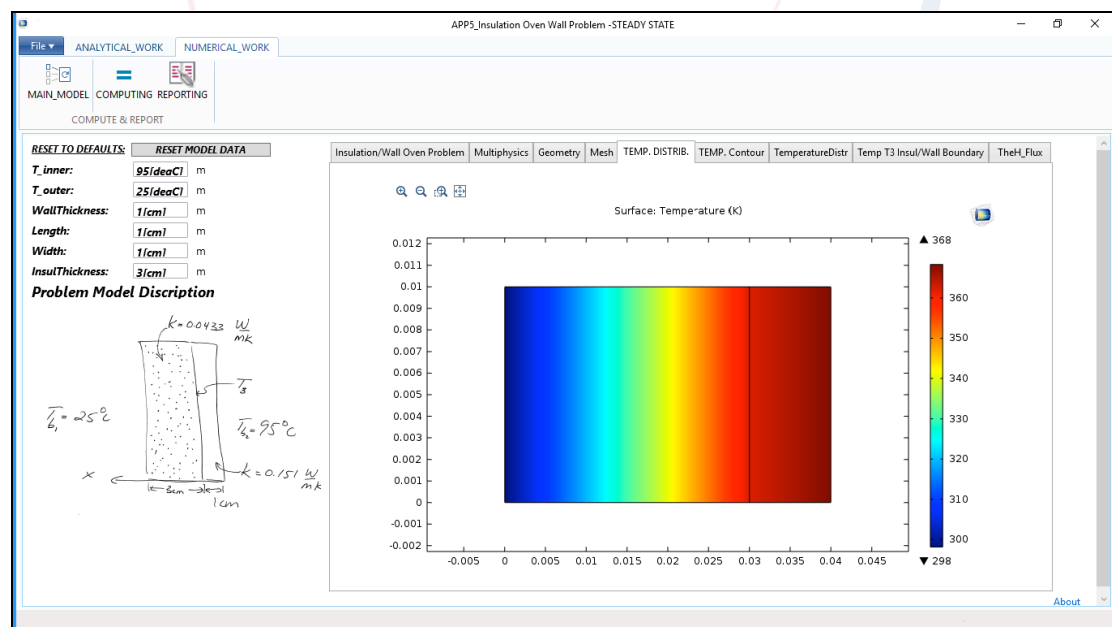 APP5_Insulation Oven Wall Problem -STEADY STATE
File ANALYTICAL_WORK NUMERICAL_WORK
MAIN_MODEL COMPUTING REPORTING
COMPUTE & REPORT
RESET TO DEFAULTS: RESET MODEL DATA
T_inner: 95[degC] m
T_outer: 25[degC] m
WallThickness: 1[cm] m
Length: 1[cm] m
Width: 1[cm] m
InsulThickness: 3[cm] m
Problem Model Discription
k=0.0433 W/mK
T3
Tb1 = 25°C
Tb2 = 95°C
x
k = 0.151 W/mK
3cm
1cm
Insulation/Wall Oven Problem Multiphysics Geometry Mesh TEMP. DISTRIB. TEMP. Contour TemperatureDistr Temp T3 Insul/Wall Boundary TheH_Flux
Surface: Temperature (K)
0.012
0.011
0.01
0.009
0.008
0.007
0.006
0.005
0.004
0.003
0.002
0.001
0
-0.001
-0.002
-0.005 0 0.005 0.01 0.015 0.02 0.025 0.03 0.035 0.04 0.045
▲ 368
360
350
340
330
320
310
300
▼ 298
About